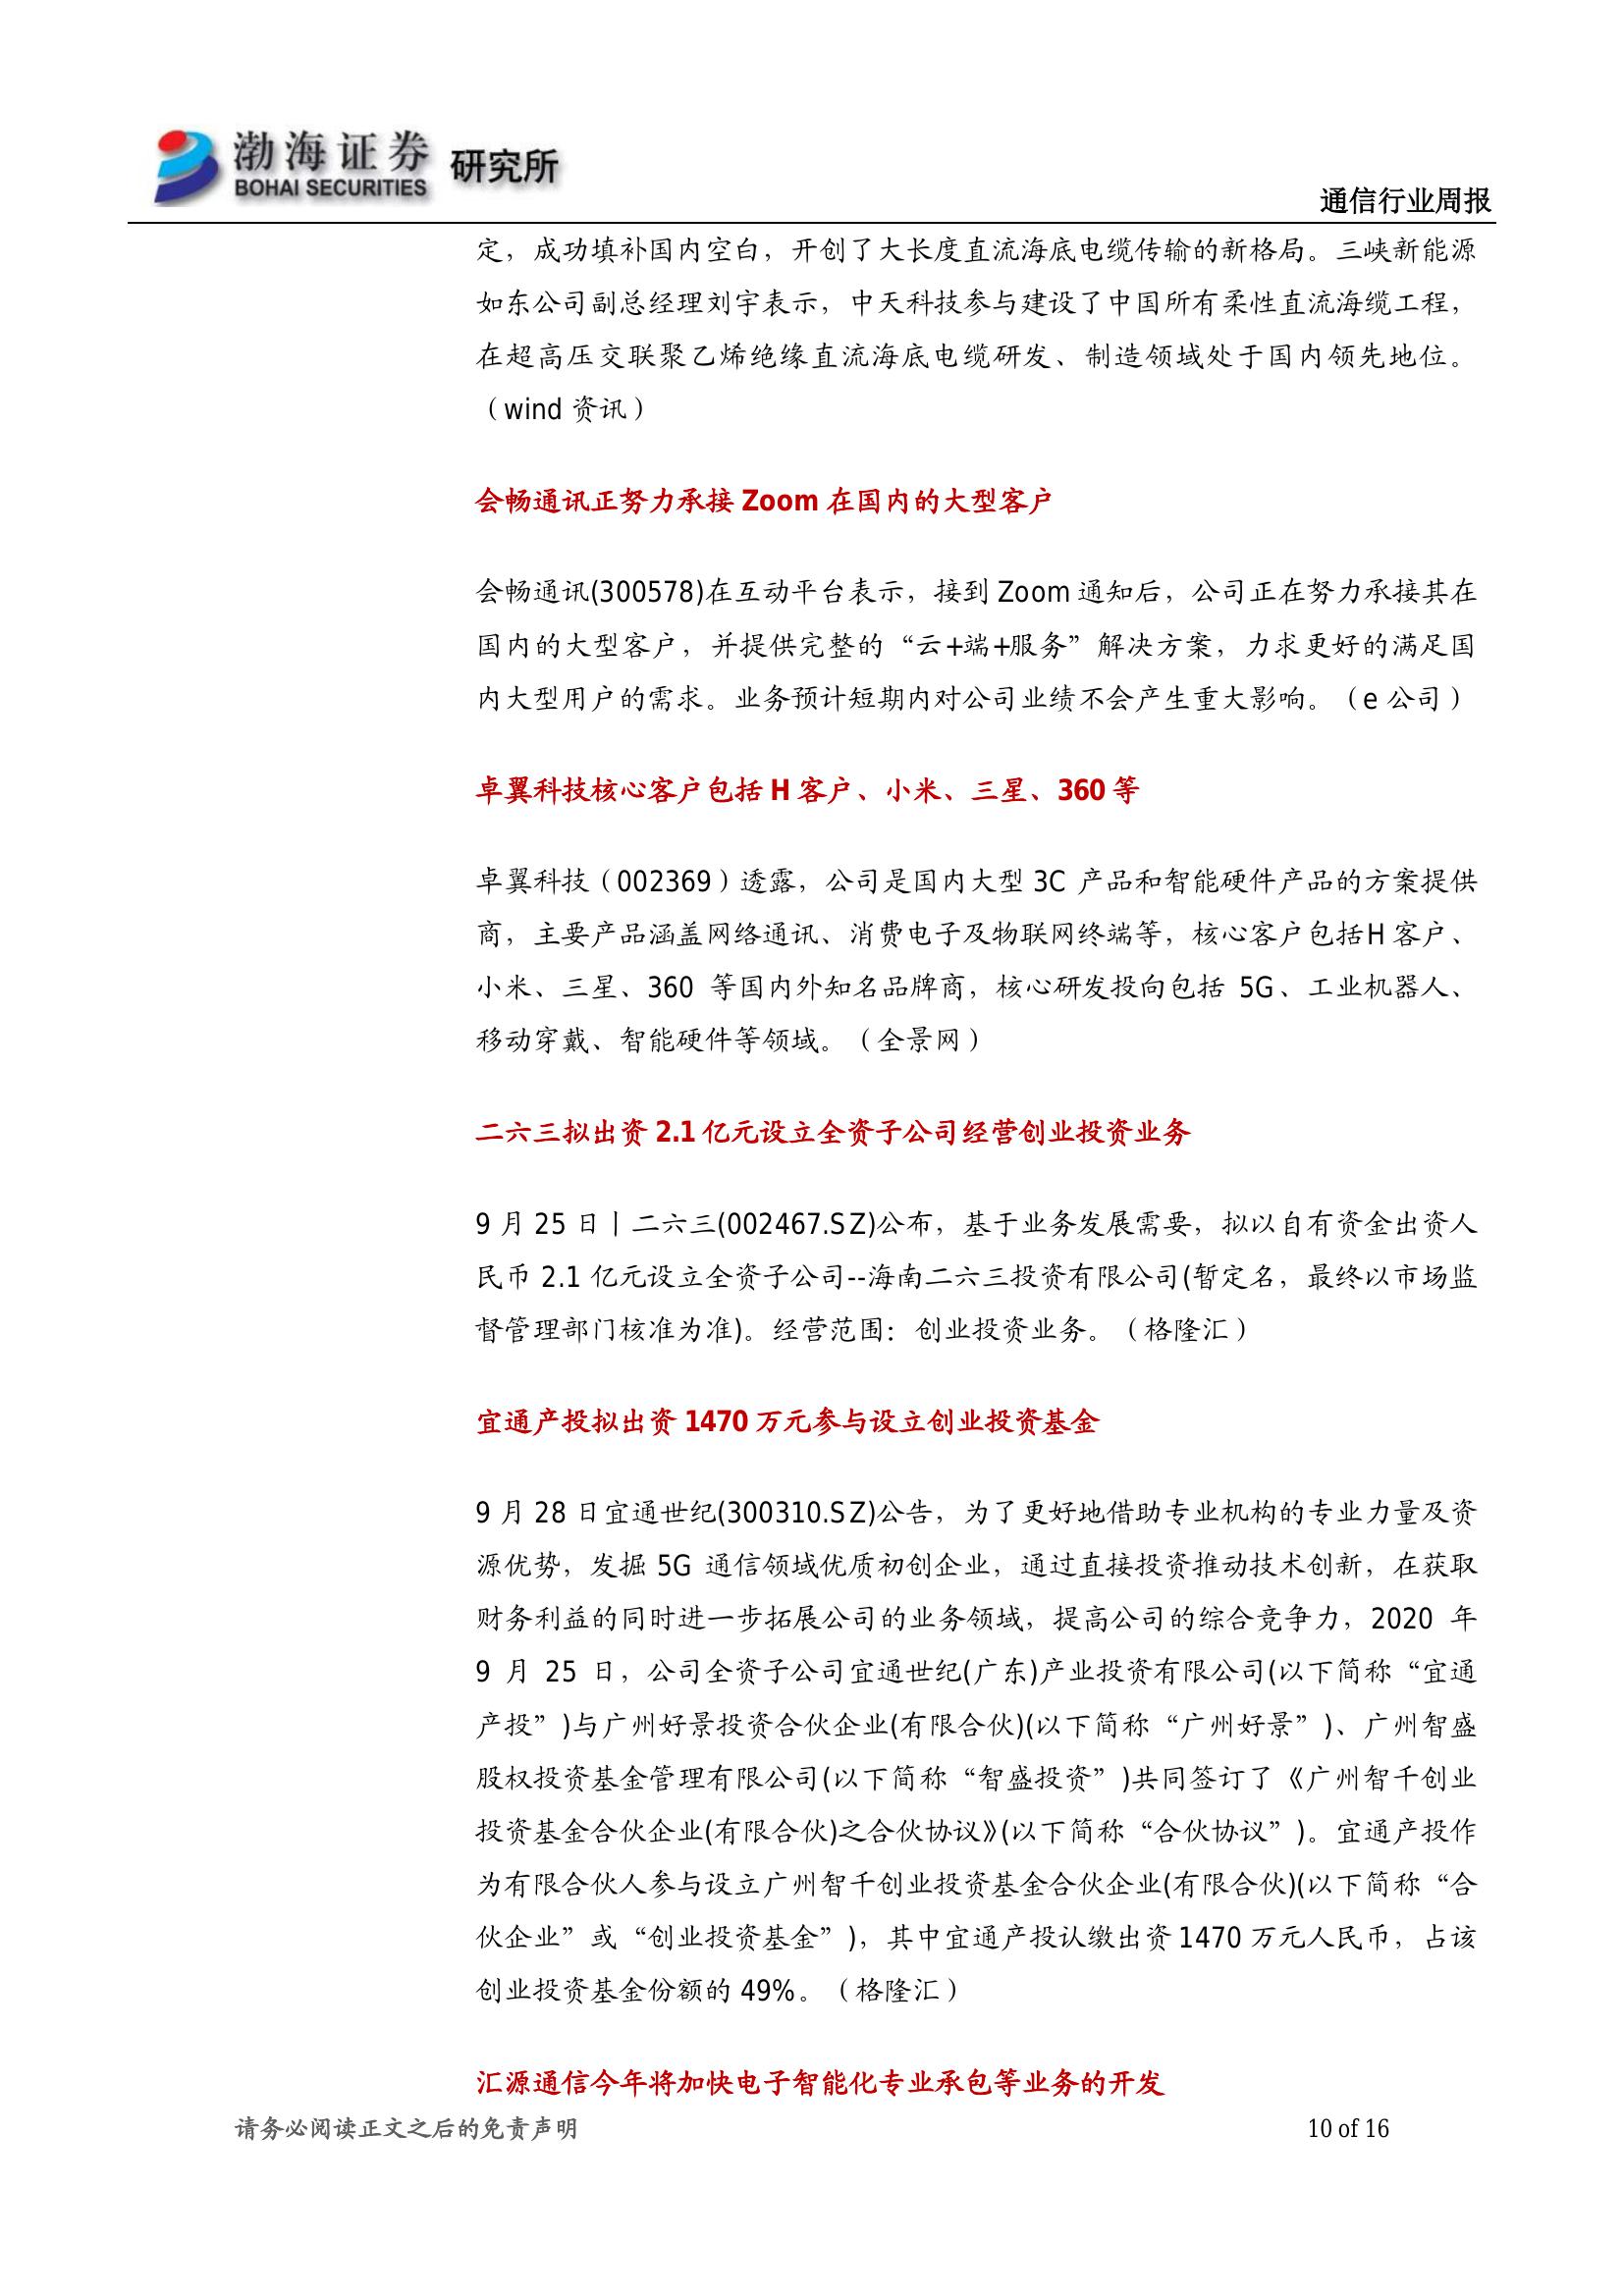 渤海证券
BOHAI SECURITIES
研究所
通信行业周报
定，成功填补国内空白，开创了大长度直流海底电缆传输的新格局。三峡新能源
如东公司副总经理刘宇表示，中天科技参与建设了中国所有柔性直流海缆工程，
在超高压交联聚乙烯绝缘直流海底电缆研发、制造领域处于国内领先地位。
（wind 资讯）
会畅通讯正努力承接 Zoom 在国内的大型客户
会畅通讯(300578)在互动平台表示，接到 Zoom 通知后，公司正在努力承接其在
国内的大型客户，并提供完整的“云+端+服务”解决方案，力求更好的满足国
内大型用户的需求。业务预计短期内对公司业绩不会产生重大影响。（e 公司）
卓翼科技核心客户包括 H 客户、小米、三星、360 等
卓翼科技（002369）透露，公司是国内大型 3C 产品和智能硬件产品的方案提供
商，主要产品涵盖网络通讯、消费电子及物联网终端等，核心客户包括H 客户、
小米、三星、360 等国内外知名品牌商，核心研发投向包括 5G、工业机器人、
移动穿戴、智能硬件等领域。（全景网）
二六三拟出资 2.1 亿元设立全资子公司经营创业投资业务
9 月 25 日丨二六三(002467.SZ)公布，基于业务发展需要，拟以自有资金出资人
民币 2.1 亿元设立全资子公司--海南二六三投资有限公司(暂定名，最终以市场监
督管理部门核准为准)。经营范围：创业投资业务。（格隆汇）
宜通产投拟出资 1470 万元参与设立创业投资基金
9 月 28 日宜通世纪(300310.SZ)公告，为了更好地借助专业机构的专业力量及资
源优势，发掘 5G 通信领域优质初创企业，通过直接投资推动技术创新，在获取
财务利益的同时进一步拓展公司的业务领域，提高公司的综合竞争力，2020 年
9 月 25 日，公司全资子公司宜通世纪(广东)产业投资有限公司(以下简称“宜通
产投”)与广州好景投资合伙企业(有限合伙)(以下简称“广州好景”)、广州智盛
股权投资基金管理有限公司(以下简称“智盛投资”)共同签订了《广州智千创业
投资基金合伙企业(有限合伙)之合伙协议》(以下简称“合伙协议”)。宜通产投作
为有限合伙人参与设立广州智千创业投资基金合伙企业(有限合伙)(以下简称“合
伙企业”或“创业投资基金”)，其中宜通产投认缴出资 1470 万元人民币，占该
创业投资基金份额的 49%。（格隆汇）
汇源通信今年将加快电子智能化专业承包等业务的开发
请务必阅读正文之后的免责声明
10 of 16